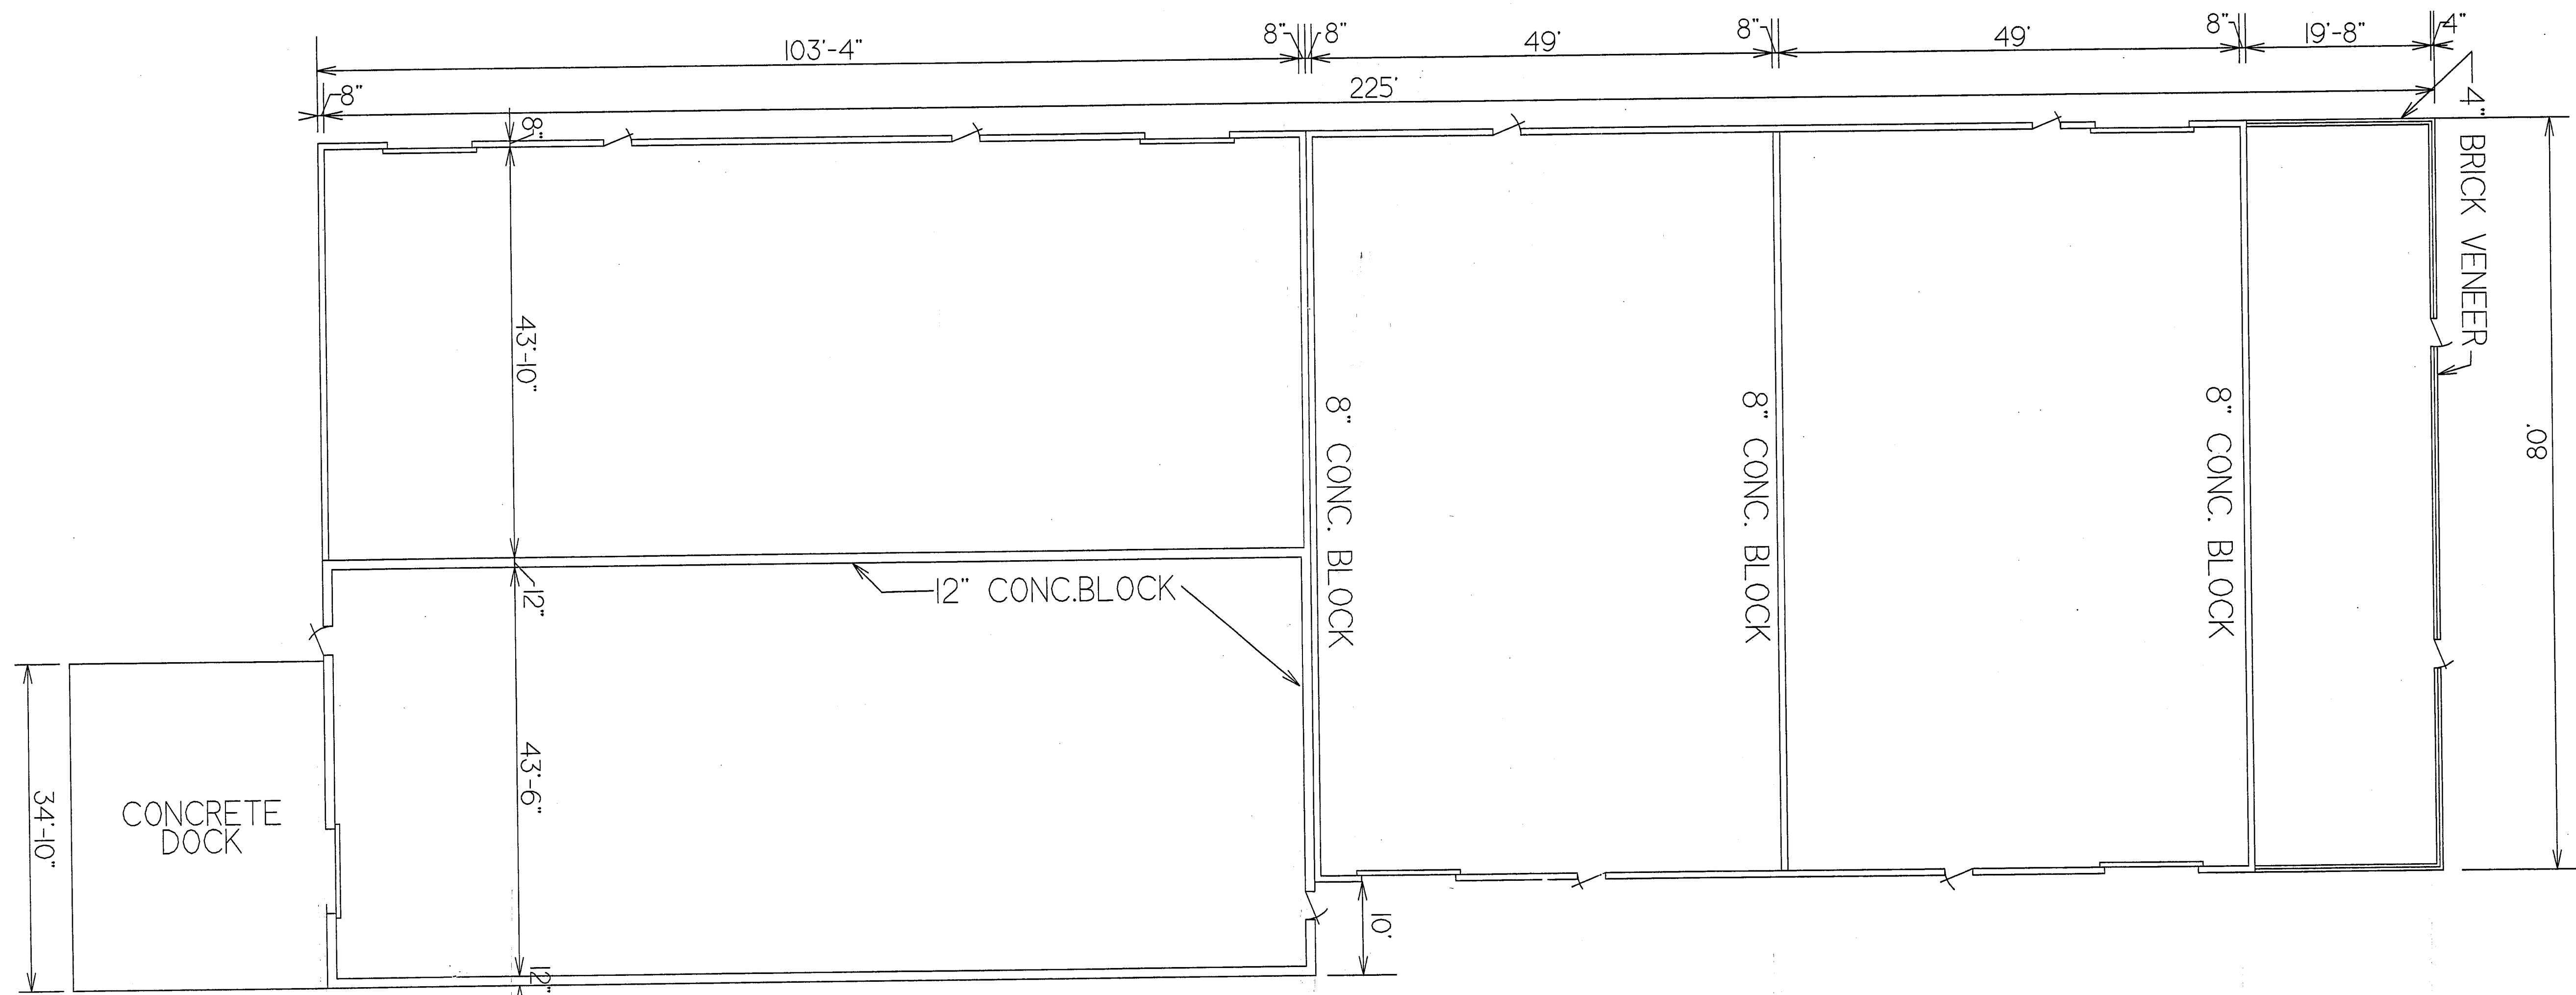 103'-4"
8"
8"
49'
8"
49'
8"
19'-8"
4"
225'
8"
8"
4" BRICK VENEER
80'
43'-10"
8" CONC. BLOCK
8" CONC. BLOCK
8" CONC. BLOCK
12" CONC.BLOCK
12"
43'-6"
34'-10"
CONCRETE
DOCK
10'
12"